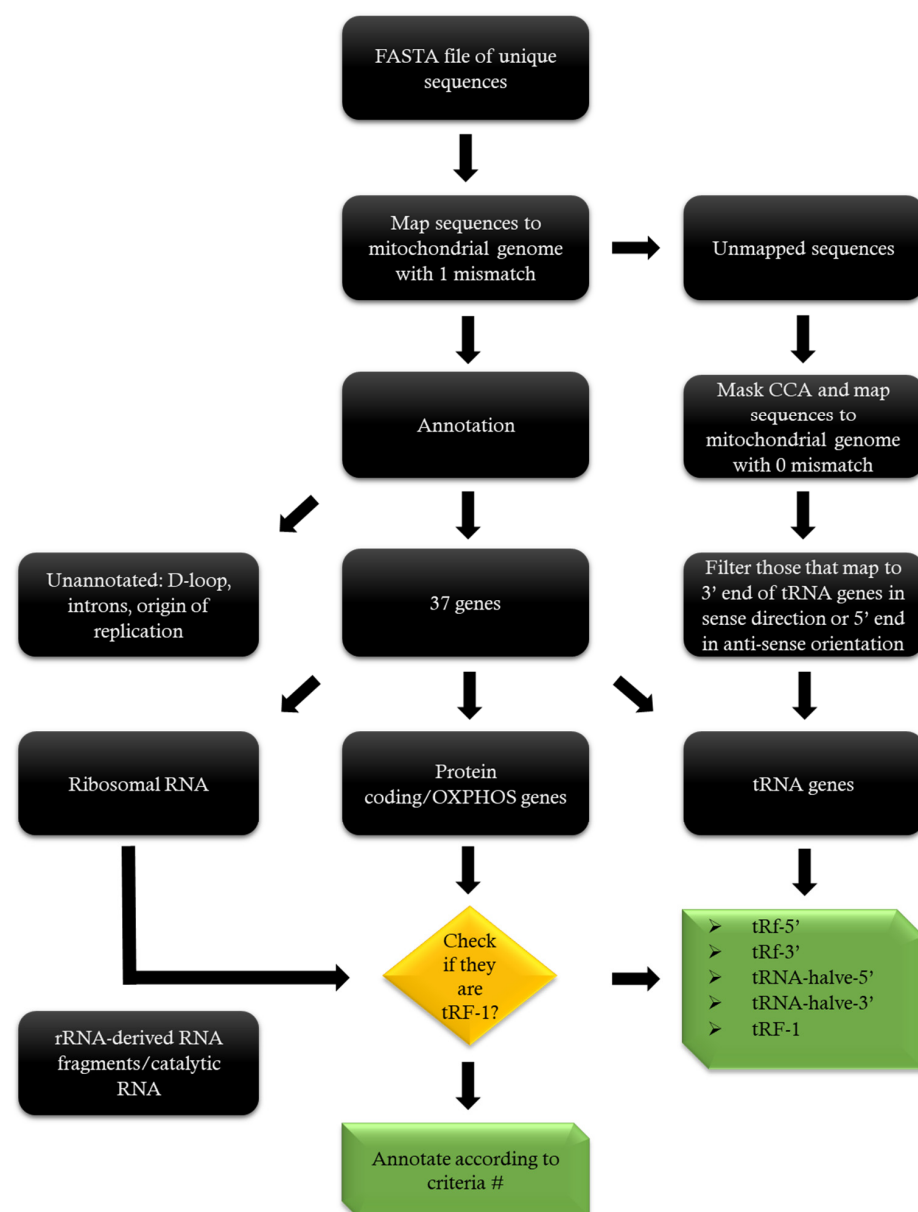 FASTA file of unique
sequences
Map sequences to
mitochondrial genome
with 1 mismatch
Unmapped sequences
Annotation
Mask CCA and map
sequences to
mitochondrial genome
with 0 mismatch
Unannotated: D-loop,
introns, origin of
replication
37 genes
Filter those that map to
3’ end of tRNA genes in
sense direction or 5’ end
in anti-sense orientation
Ribosomal RNA
Protein
coding/OXPHOS genes
tRNA genes
Check
if they
are
tRF-1?
➢ tRf-5’
➢ tRf-3’
➢ tRNA-halve-5’
➢ tRNA-halve-3’
➢ tRF-1
rRNA-derived RNA
fragments/catalytic
RNA
Annotate according to
criteria #